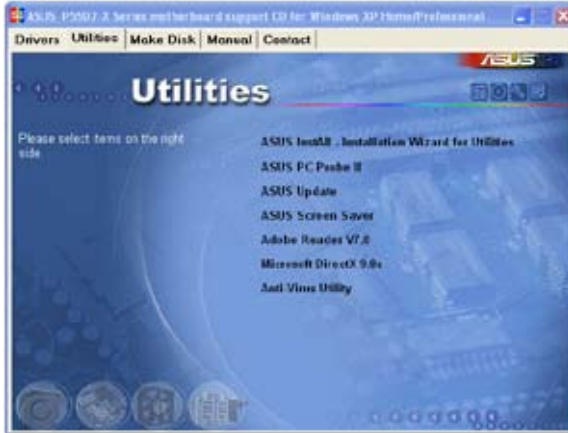 ASUS P5WD2-X Series motherboard support CD for Windows XP Home/Professional
Drivers Utilities Make Disk Manual Contact
ASUS
Utilities
Please select items on the right side
ASUS InstAll - Installation Wizard for Utilities
ASUS PC Probe II
ASUS Update
ASUS Screen Saver
Adobe Reader V7.0
Microsoft DirectX 9.0c
Anti-Virus Utility